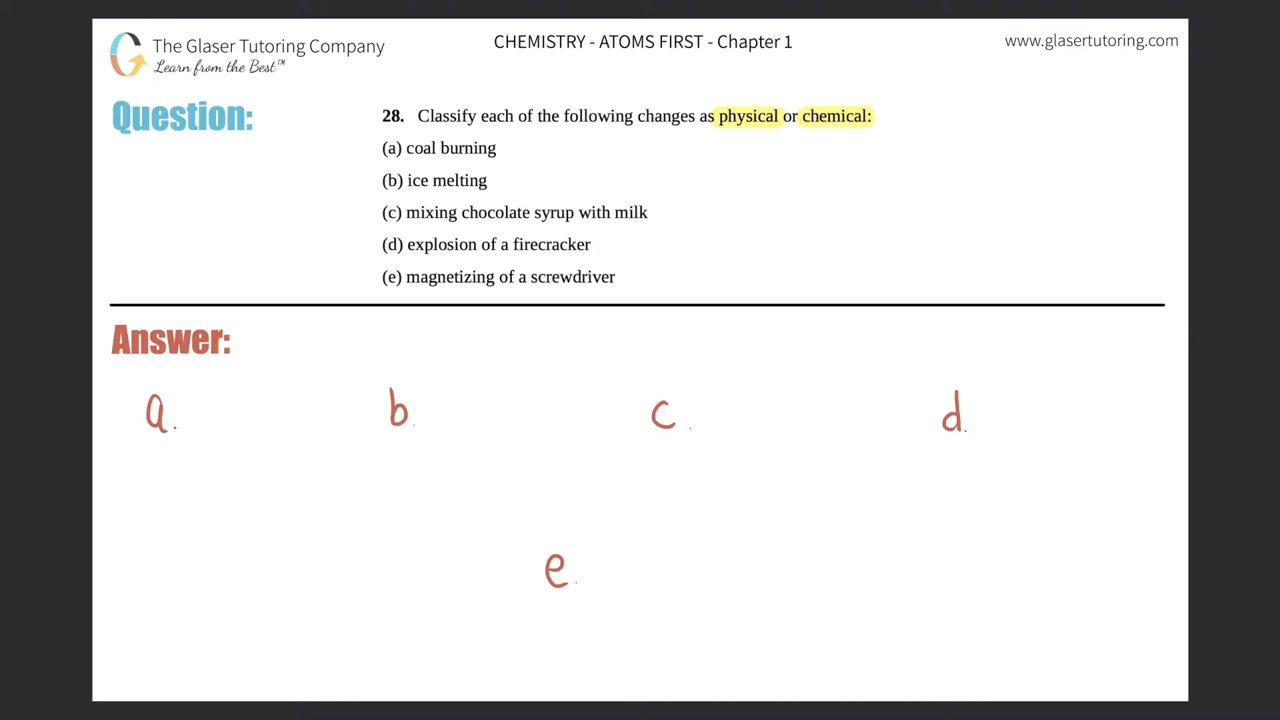 The Glaser Tutoring Company
Learn from the Best™
CHEMISTRY - ATOMS FIRST - Chapter 1
www.glasertutoring.com
Question:
28. Classify each of the following changes as physical or chemical:
(a) coal burning
(b) ice melting
(c) mixing chocolate syrup with milk
(d) explosion of a firecracker
(e) magnetizing of a screwdriver
Answer:
a. b. c. d.
e.